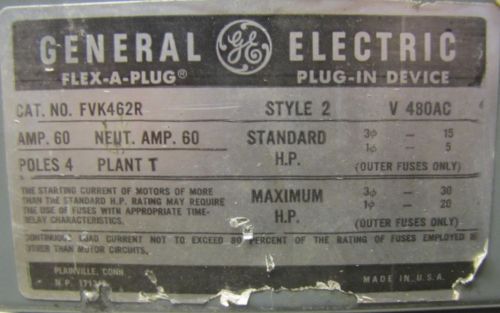 GENERAL GE ELECTRIC
FLEX-A-PLUG® PLUG-IN DEVICE
CAT. NO. FVK462R STYLE 2 V 480AC
AMP. 60 NEUT. AMP. 60 STANDARD H.P. 3φ – 15
1φ – 5
POLES 4 PLANT T (OUTER FUSES ONLY)
THE STARTING CURRENT OF MOTORS OF MORE
THAN THE STANDARD H.P. RATING MAY REQUIRE
THE USE OF FUSES WITH APPROPRIATE TIME-
DELAY CHARACTERISTICS.
MAXIMUM H.P. 3φ – 30
1φ – 20
(OUTER FUSES ONLY)
CONTINUOUS LOAD CURRENT NOT TO EXCEED 80 PERCENT OF THE RATING OF FUSES EMPLOYED IN
OTHER THAN MOTOR CIRCUITS.
PLAINVILLE, CONN.
N.P. MADE IN U.S.A.